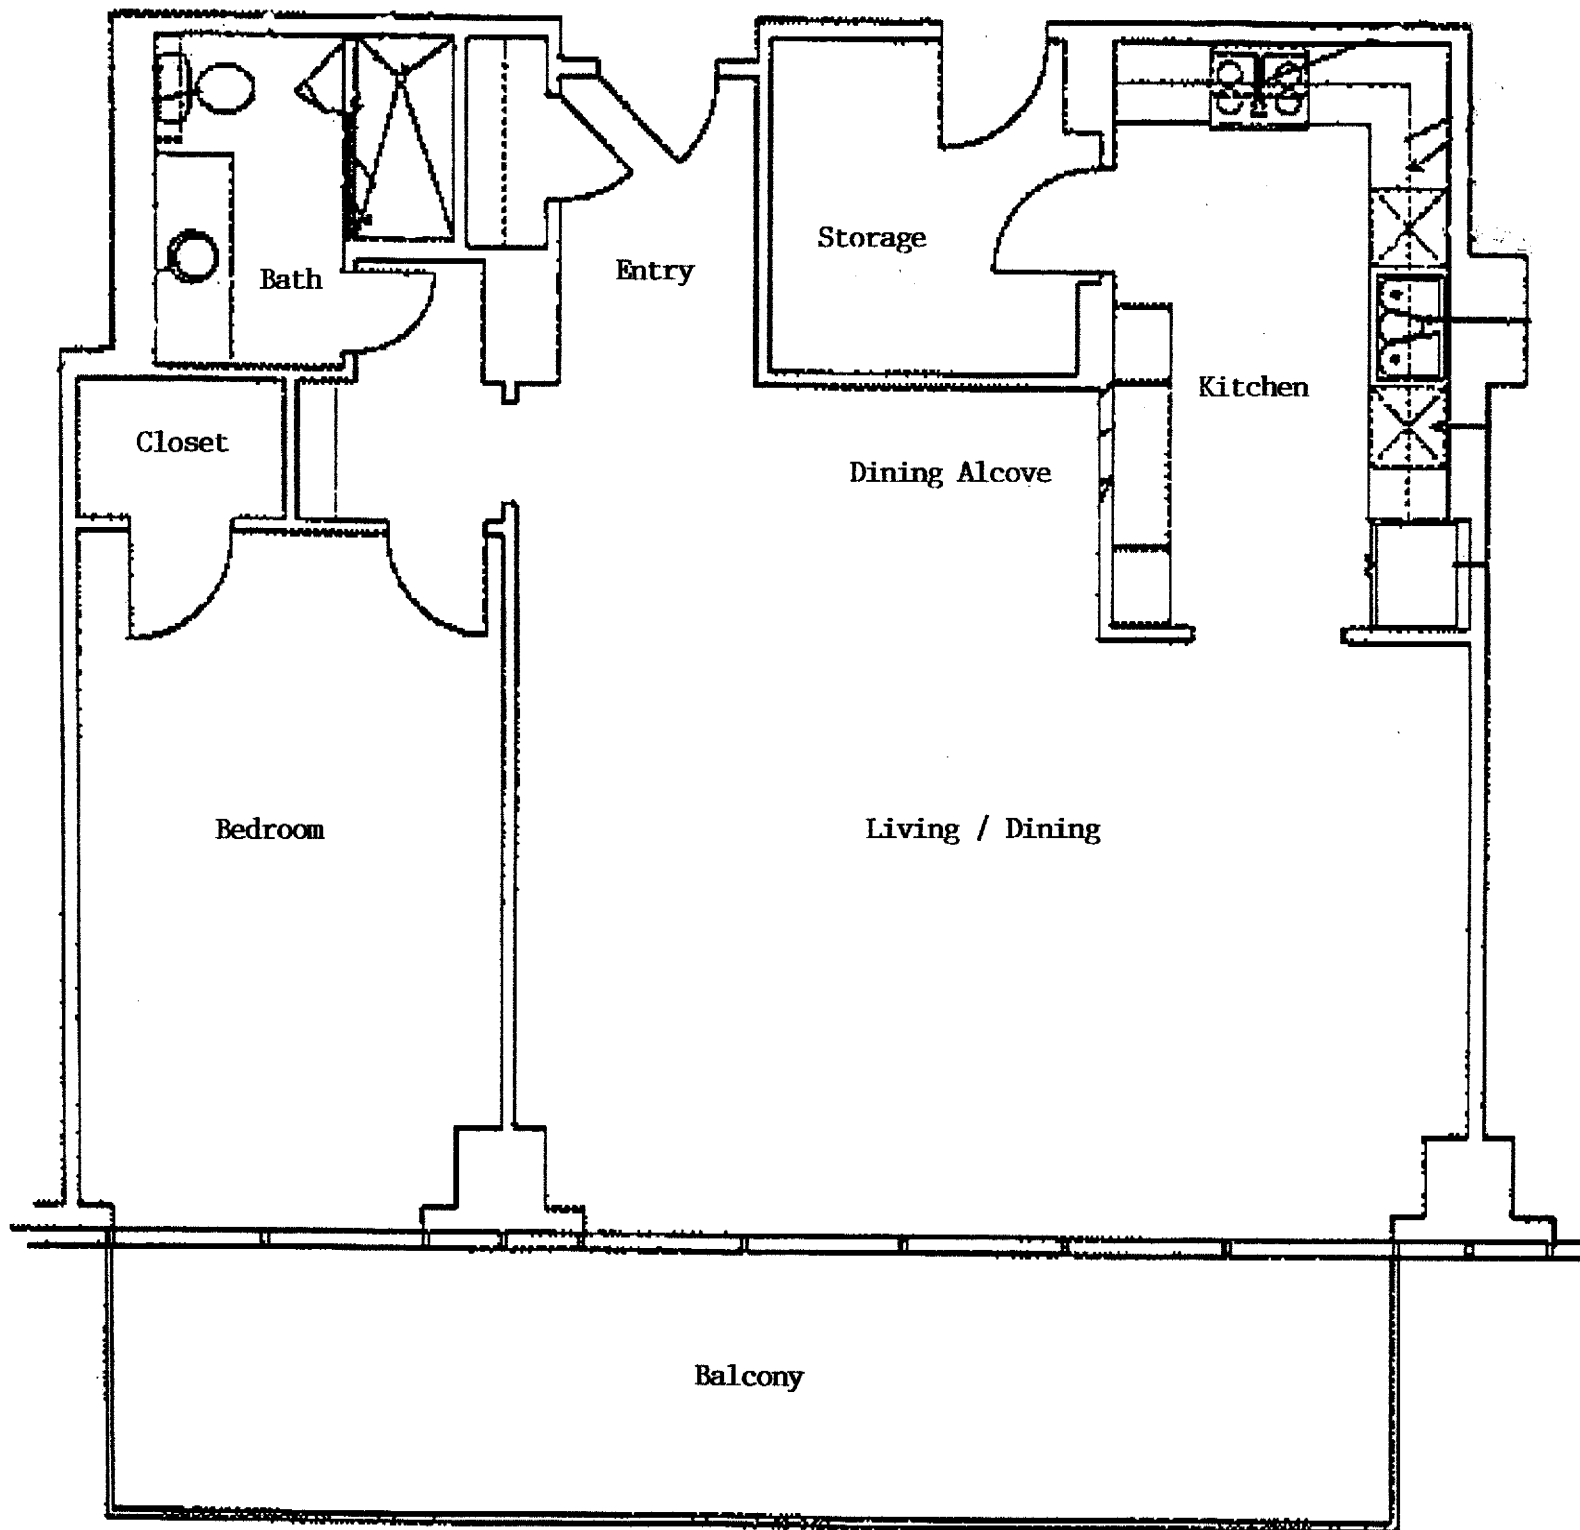 Storage
Entry
Bath
Kitchen
Closet
Dining Alcove
Bedroom
Living / Dining
Balcony